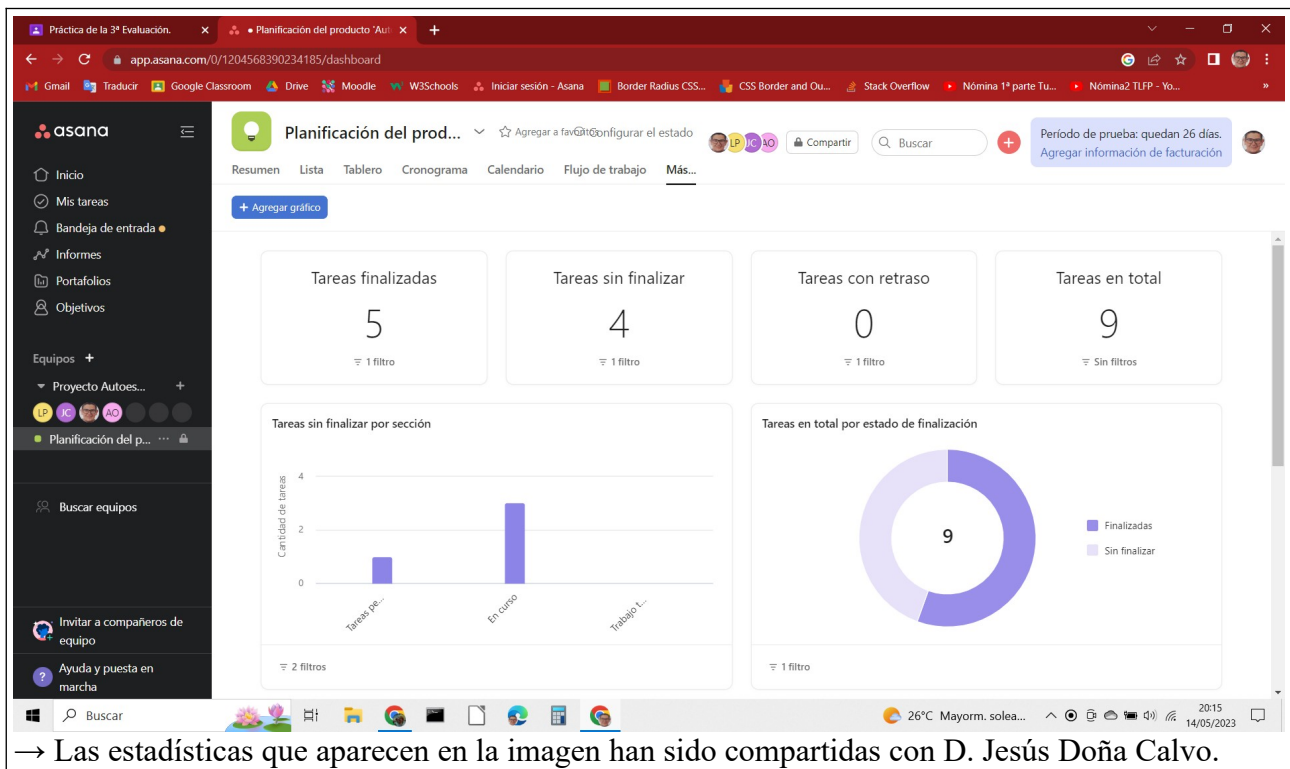 Práctica de la 3ª Evaluación.
Planificación del producto 'Aut
app.asana.com/0/1204568390234185/dashboard
Gmail Traducir Google Classroom Drive Moodle W3Schools Iniciar sesión - Asana Border Radius CSS... CSS Border and Ou... Stack Overflow Nómina 1ª parte Tu... Nómina2 TLFP - Yo... »
asana
Inicio
Mis tareas
Bandeja de entrada
Informes
Portafolios
Objetivos
Equipos +
Proyecto Autoes... +
LP JC AO
Planificación del p... ...
Buscar equipos
Invitar a compañeros de
equipo
Ayuda y puesta en
marcha
Planificación del prod...
Agregar a favoritos
Configurar el estado
LP JC AO
Compartir
Buscar
Período de prueba: quedan 26 días.
Agregar información de facturación
Resumen Lista Tablero Cronograma Calendario Flujo de trabajo Más...
+ Agregar gráfico
Tareas finalizadas
5
1 filtro
Tareas sin finalizar
4
1 filtro
Tareas con retraso
0
1 filtro
Tareas en total
9
Sin filtros
Tareas sin finalizar por sección
Cantidad de tareas
4
2
0
Tareas pe...
En curso
Trabajo t...
2 filtros
Tareas en total por estado de finalización
9
Finalizadas
Sin finalizar
1 filtro
Buscar
26°C Mayorm. solea...
20:15
14/05/2023
→ Las estadísticas que aparecen en la imagen han sido compartidas con D. Jesús Doña Calvo.